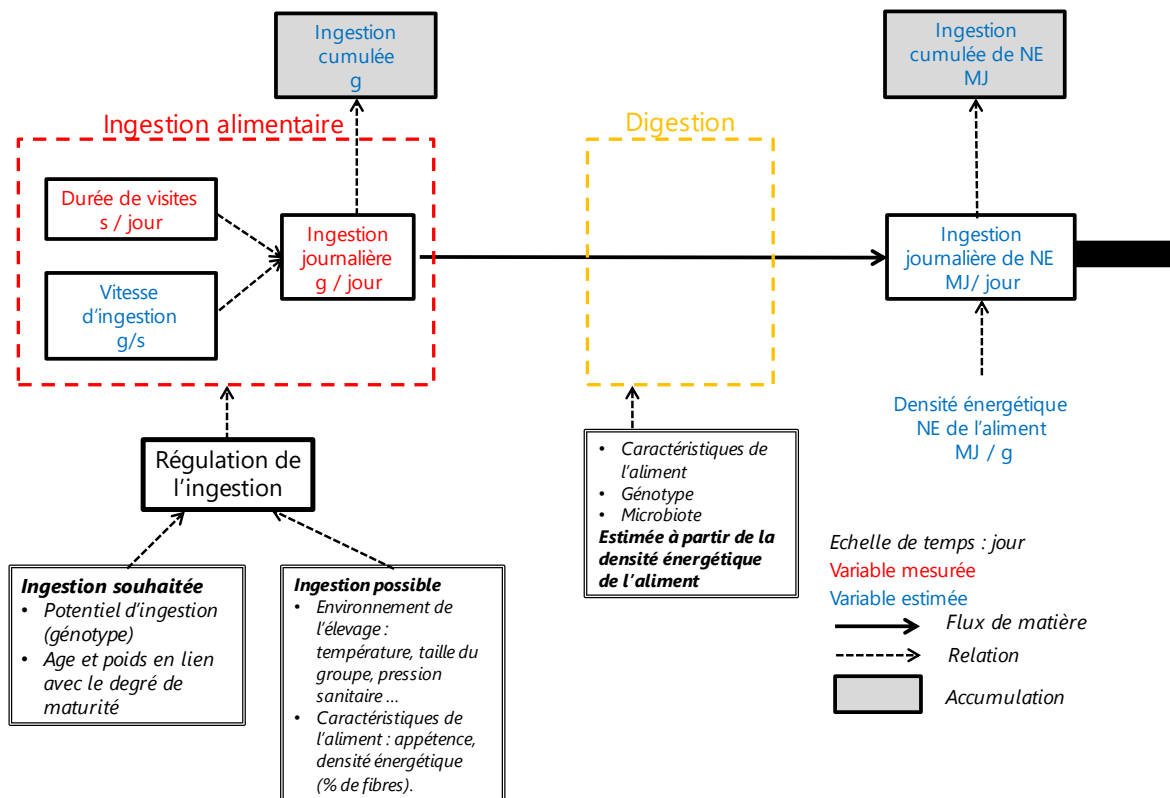 Ingestion
cumulée
g
Ingestion
cumulée de NE
MJ
Ingestion alimentaire
Digestion
Durée de visites
s / jour
Vitesse
d’ingestion
g/s
Ingestion
journalière
g / jour
Ingestion
journalière de NE
MJ/ jour
Densité énergétique
NE de l’aliment
MJ / g
Régulation de
l’ingestion
• Caractéristiques de
l’aliment
• Génotype
• Microbiote
Estimée à partir de la
densité énergétique
de l’aliment
Ingestion souhaitée
• Potentiel d’ingestion
(génotype)
• Age et poids en lien
avec le degré de
maturité
Ingestion possible
• Environnement de
l’élevage :
température, taille du
groupe, pression
sanitaire ...
• Caractéristiques de
l’aliment : appétence,
densité énergétique
(% de fibres).
Echelle de temps : jour
Variable mesurée
Variable estimée
Flux de matière
Relation
Accumulation